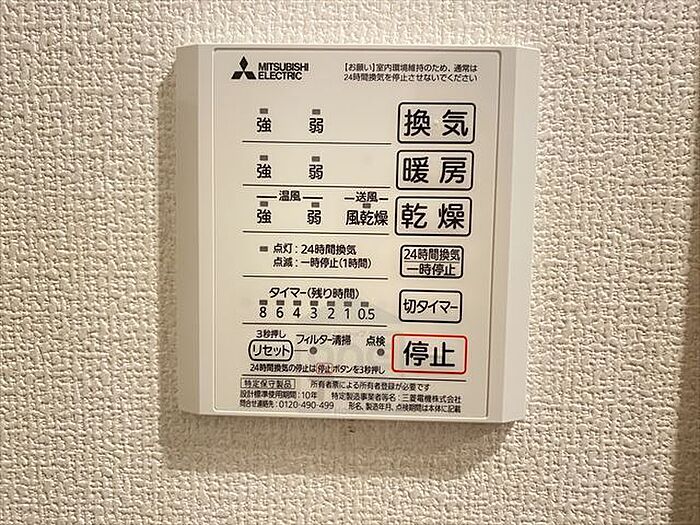 MITSUBISHI
ELECTRIC
【お願い】室内環境維持のため、通常は
24時間換気を停止させないでください
強 弱 換気
強 弱 暖房
温風 送風
強 弱 風乾燥 乾燥
点灯:24時間換気
点滅:一時停止(1時間)
24時間換気
一時停止
タイマー(残り時間)
8 6 4 3 2 1 0.5
切タイマー
3秒押し
リセット フィルター清掃 点検
停止
24時間換気の停止は停止ボタンを3秒押し
特定保守製品 所有者票による所有者登録が必要です
設計標準使用期間:10年 特定製造事業者等名:三菱電機株式会社
問合せ連絡先:0120-490-499 形名、製造年月、点検期間は本体に記載